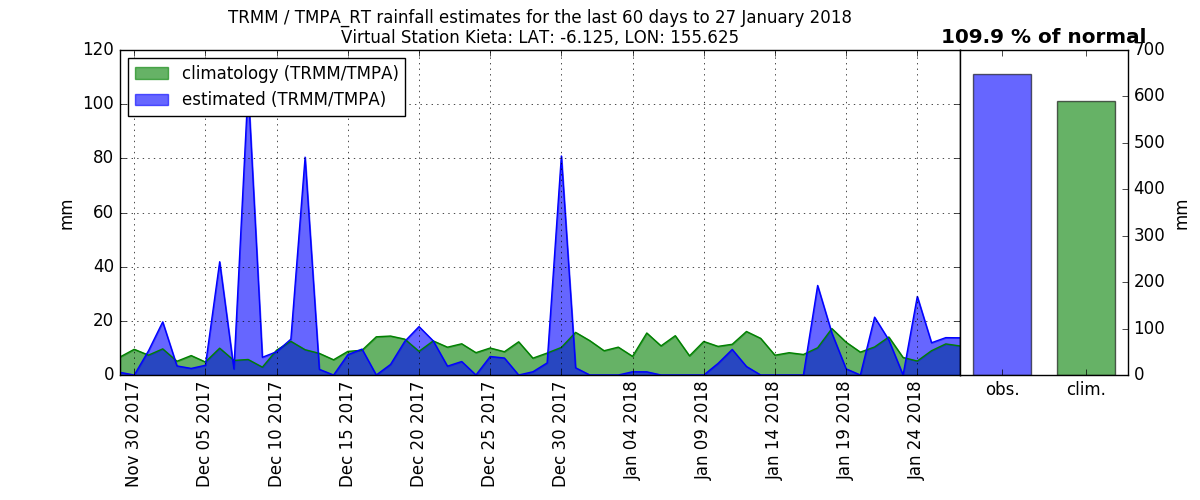 TRMM / TMPA_RT rainfall estimates for the last 60 days to 27 January 2018
Virtual Station Kieta: LAT: -6.125, LON: 155.625
109.9 % of normal
climatology (TRMM/TMPA)
estimated (TRMM/TMPA)
120
100
80
60
40
20
0
mm
Nov 30 2017
Dec 05 2017
Dec 10 2017
Dec 15 2017
Dec 20 2017
Dec 25 2017
Dec 30 2017
Jan 04 2018
Jan 09 2018
Jan 14 2018
Jan 19 2018
Jan 24 2018
700
600
500
400
300
200
100
0
mm
obs.
clim.